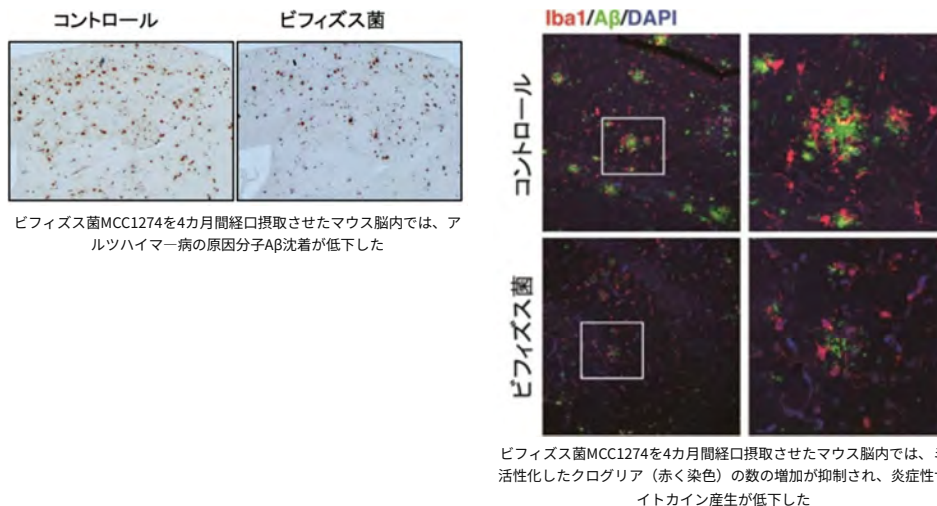 コントロール
ビフィズス菌
ビフィズス菌MCC1274を4カ月間経口摂取させたマウス脳内では、ア
ルツハイマー病の原因分子Aβ沈着が低下した
Iba1/Aβ/DAPI
コントロール
ビフィズス菌
ビフィズス菌MCC1274を4カ月間経口摂取させたマウス脳内では、
活性化したクログリア（赤く染色）の数の増加が抑制され、炎症性
イトカイン産生が低下した